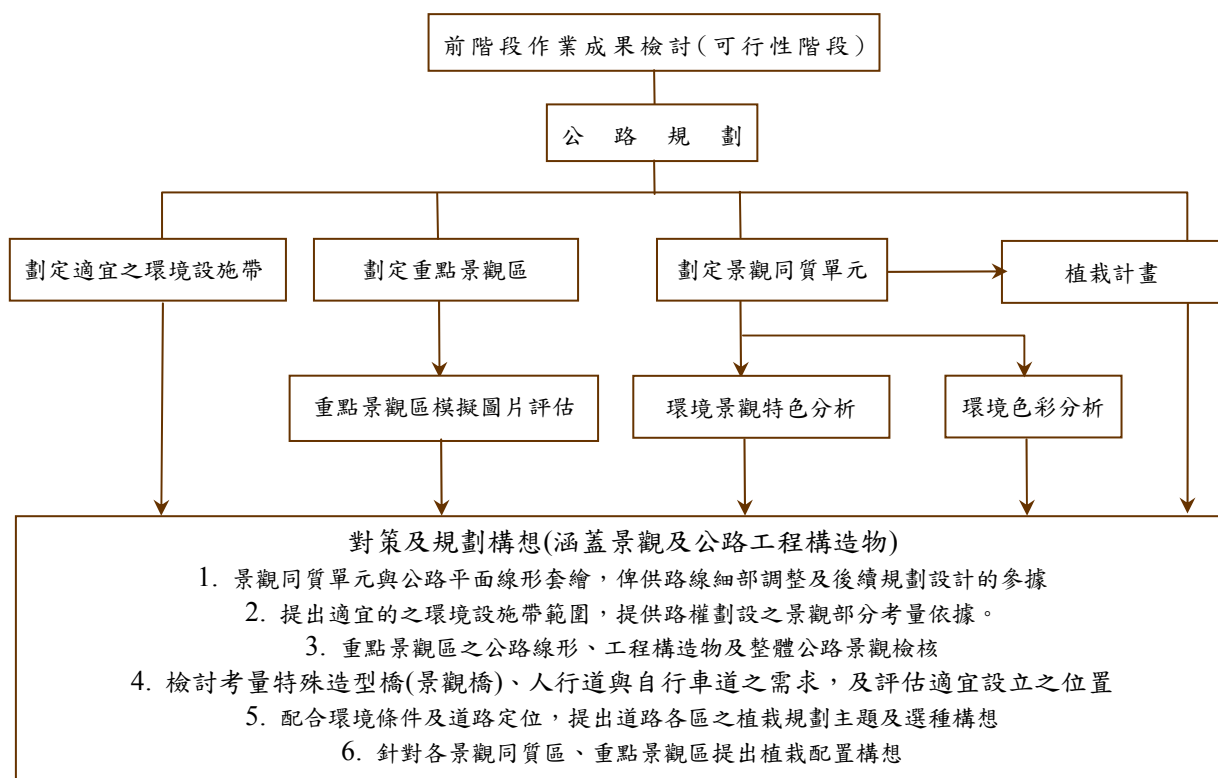 前階段作業成果檢討(可行性階段)
公路規劃
劃定適宜之環境設施帶
劃定重點景觀區
劃定景觀同質單元
植栽計畫
重點景觀區模擬圖片評估
環境景觀特色分析
環境色彩分析
對策及規劃構想(涵蓋景觀及公路工程構造物)
1. 景觀同質單元與公路平面線形套繪，俾供路線細部調整及後續規劃設計的參據
2. 提出適宜的之環境設施帶範圍，提供路權劃設之景觀部分考量依據。
3. 重點景觀區之公路線形、工程構造物及整體公路景觀檢核
4. 檢討考量特殊造型橋(景觀橋)、人行道與自行車道之需求，及評估適宜設立之位置
5. 配合環境條件及道路定位，提出道路各區之植栽規劃主題及選種構想
6. 針對各景觀同質區、重點景觀區提出植栽配置構想